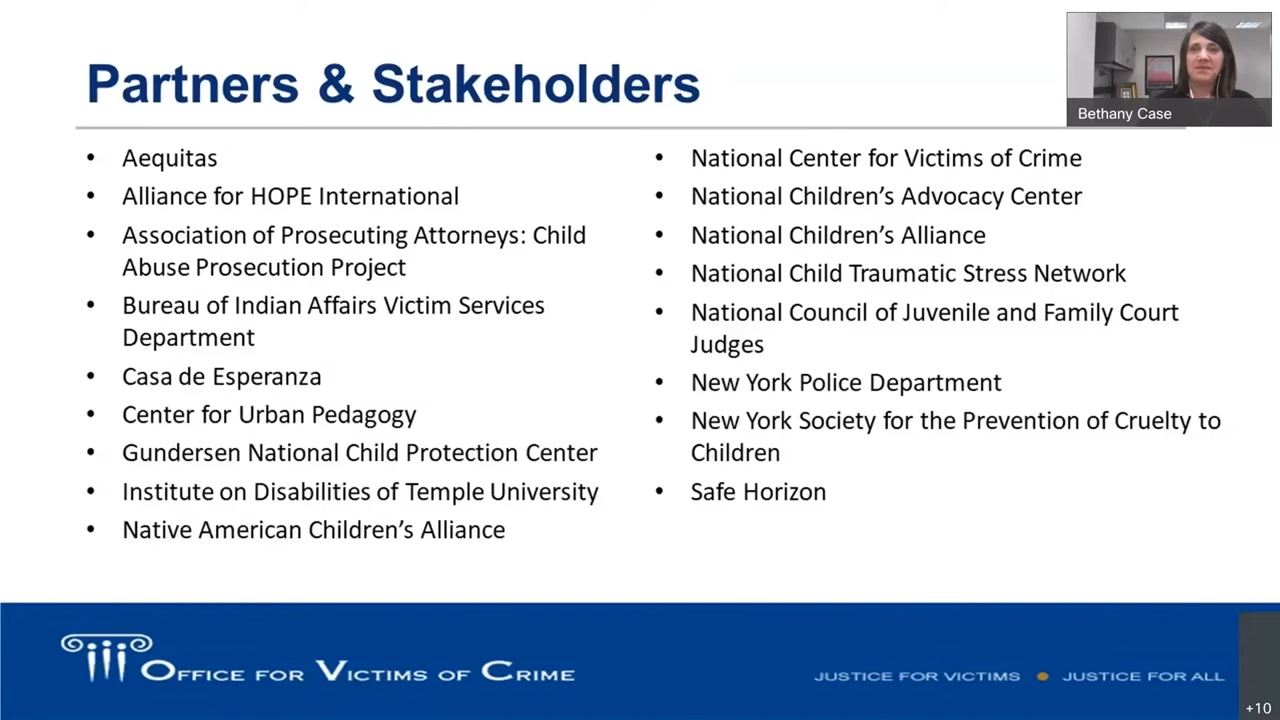 Partners & Stakeholders
Bethany Case
• Aequitas
• Alliance for HOPE International
• Association of Prosecuting Attorneys: Child
Abuse Prosecution Project
• Bureau of Indian Affairs Victim Services
Department
• Casa de Esperanza
• Center for Urban Pedagogy
• Gundersen National Child Protection Center
• Institute on Disabilities of Temple University
• Native American Children’s Alliance
• National Center for Victims of Crime
• National Children’s Advocacy Center
• National Children’s Alliance
• National Child Traumatic Stress Network
• National Council of Juvenile and Family Court
Judges
• New York Police Department
• New York Society for the Prevention of Cruelty to
Children
• Safe Horizon
OFFICE FOR VICTIMS OF CRIME
JUSTICE FOR VICTIMS • JUSTICE FOR ALL
+10